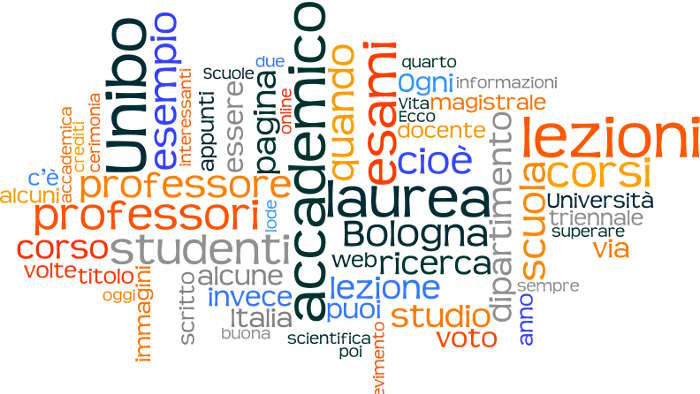 Unibo
esempio
interessanti
Scuole
appunti
essere
due
pagina
online
accademico
quando
esami
quarto
Ogni
informazioni
Vita
magistrale
Ecco
docente
lezioni
accademica
crediti
cerimonia
c'è
alcuni
professore
professori
lode
laurea
cioè
dipartimento
scuola
corsi
Università
triennale
superare
via
corso
studenti
Bologna
volte
titolo
oggi
immagini
scritto
alcune
invece
Italia
buona
web
ricerca
lezione
puoi
studio
voto
anno
sempre
scientifica
poi
evimento